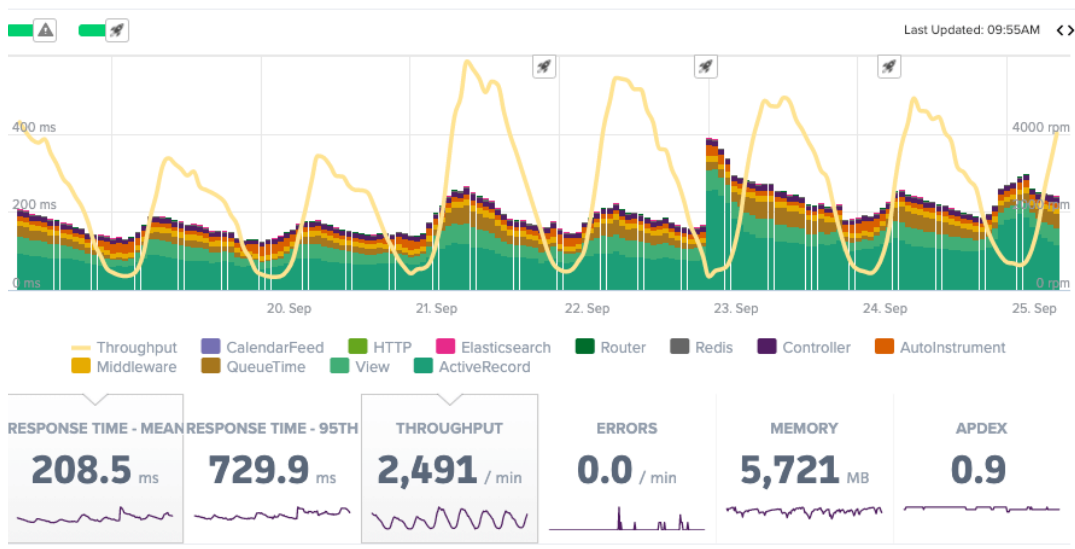 Last Updated: 09:55AM
400 ms
4000 rpm
200 ms
0 ms
0 rpm
20. Sep
21. Sep
22. Sep
23. Sep
24. Sep
25. Sep
Throughput
CalendarFeed
HTTP
Elasticsearch
Router
Redis
Controller
AutoInstrument
Middleware
QueueTime
View
ActiveRecord
RESPONSE TIME - MEAN
RESPONSE TIME - 95TH
THROUGHPUT
ERRORS
MEMORY
APDEX
208.5 ms
729.9 ms
2,491 / min
0.0 / min
5,721 MB
0.9